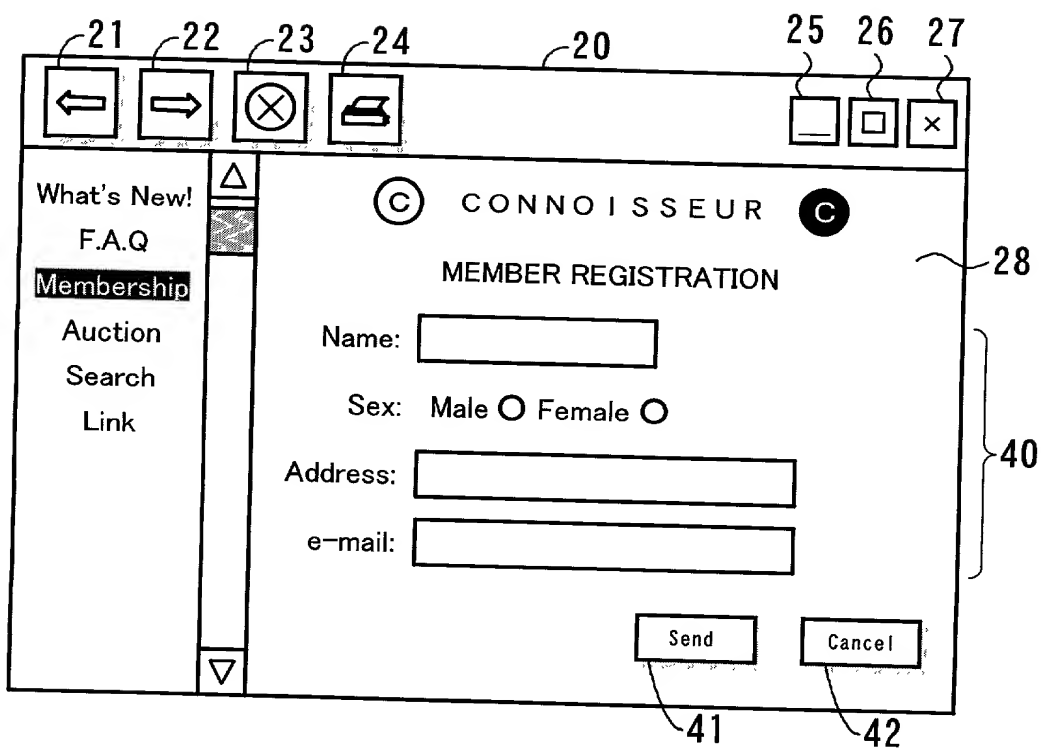 21 22 23 24 20 25 26 27
What's New!
F.A.Q
Membership
Auction
Search
Link
C CONNOISSEUR C
28
MEMBER REGISTRATION
Name:
Sex: Male Female
Address:
e-mail:
40
Send Cancel
41 42